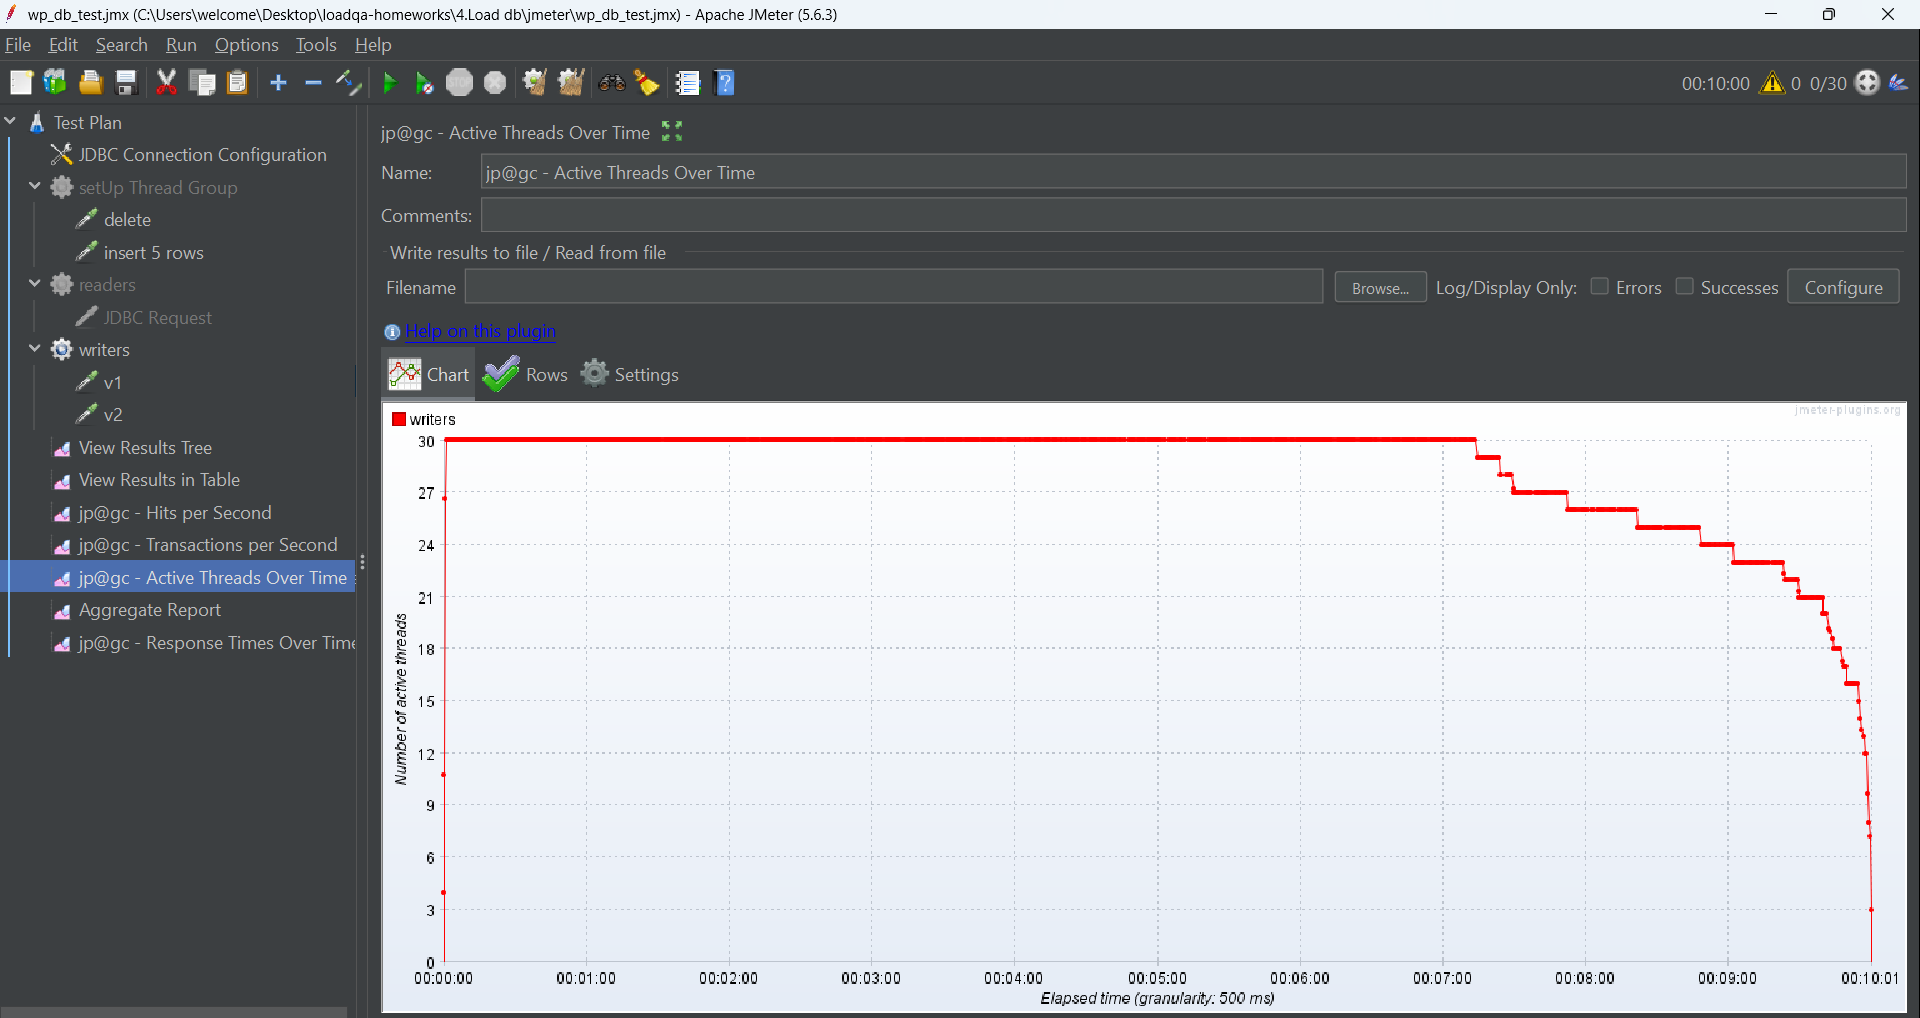 wp_db_test.jmx (C:\Users\welcome\Desktop\loadqa-homeworks\4.Load db\jmeter\wp_db_test.jmx) - Apache JMeter (5.6.3)
File Edit Search Run Options Tools Help
STOP
00:10:00 0 0/30
Test Plan
JDBC Connection Configuration
setUp Thread Group
delete
insert 5 rows
readers
JDBC Request
writers
v1
v2
View Results Tree
View Results in Table
jp@gc - Hits per Second
jp@gc - Transactions per Second
jp@gc - Active Threads Over Time
Aggregate Report
jp@gc - Response Times Over Time
jp@gc - Active Threads Over Time
Name: jp@gc - Active Threads Over Time
Comments:
Write results to file / Read from file
Filename Browse... Log/Display Only: Errors Successes Configure
Help on this plugin
Chart Rows Settings
jmeter-plugins.org
writers
30
27
24
21
18
15
12
9
6
3
0
Number of active threads
00:00:00 00:01:00 00:02:00 00:03:00 00:04:00 00:05:00 00:06:00 00:07:00 00:08:00 00:09:00 00:10:01
Elapsed time (granularity: 500 ms)